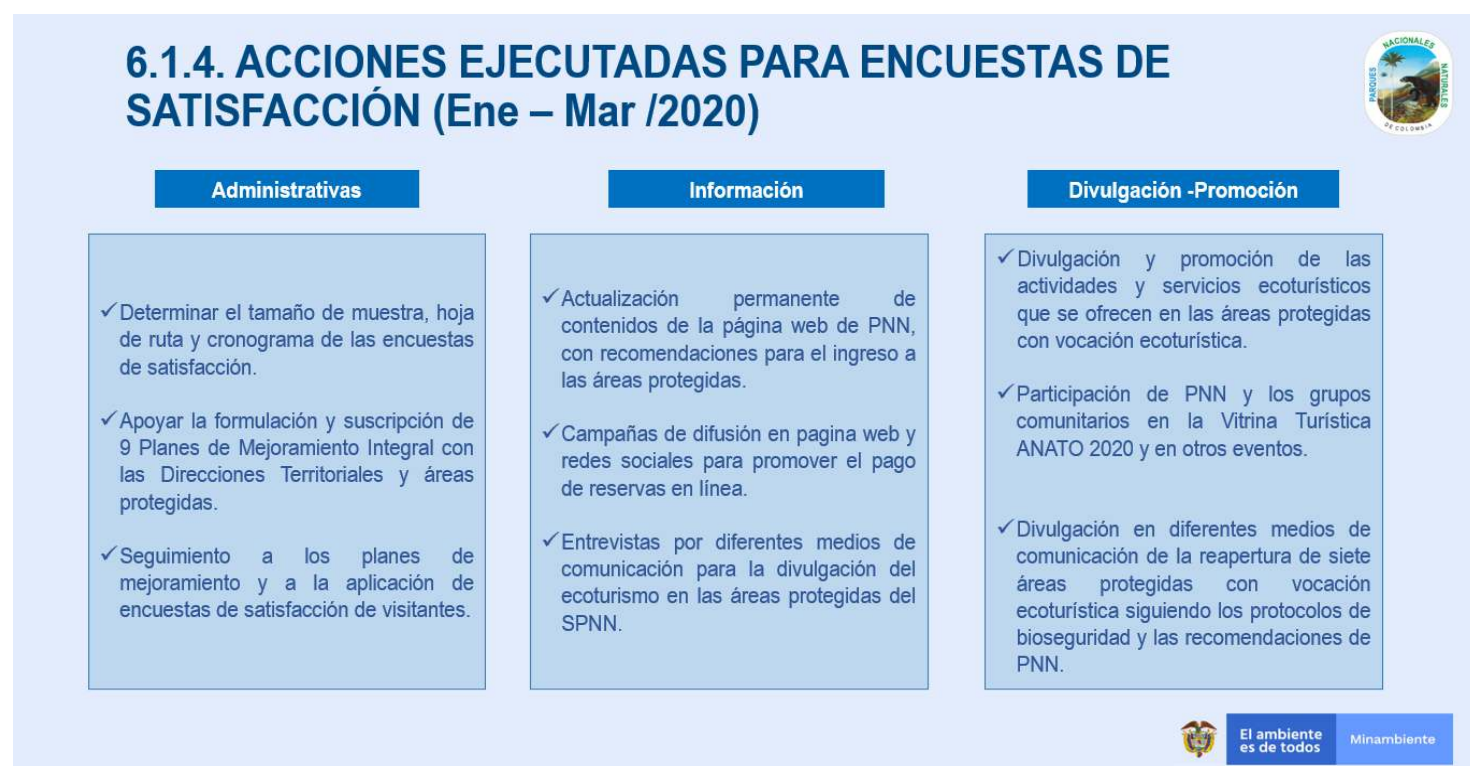 6.1.4. ACCIONES EJECUTADAS PARA ENCUESTAS DE
SATISFACCIÓN (Ene – Mar /2020)
PARQUES NACIONALES NATURALES
DE COLOMBIA
Administrativas
✓Determinar el tamaño de muestra, hoja
de ruta y cronograma de las encuestas
de satisfacción.
✓Apoyar la formulación y suscripción de
9 Planes de Mejoramiento Integral con
las Direcciones Territoriales y áreas
protegidas.
✓Seguimiento a los planes de
mejoramiento y a la aplicación de
encuestas de satisfacción de visitantes.
Información
✓Actualización permanente de
contenidos de la página web de PNN,
con recomendaciones para el ingreso a
las áreas protegidas.
✓Campañas de difusión en pagina web y
redes sociales para promover el pago
de reservas en línea.
✓Entrevistas por diferentes medios de
comunicación para la divulgación del
ecoturismo en las áreas protegidas del
SPNN.
Divulgación -Promoción
✓Divulgación y promoción de las
actividades y servicios ecoturísticos
que se ofrecen en las áreas protegidas
con vocación ecoturística.
✓Participación de PNN y los grupos
comunitarios en la Vitrina Turística
ANATO 2020 y en otros eventos.
✓Divulgación en diferentes medios de
comunicación de la reapertura de siete
áreas protegidas con vocación
ecoturística siguiendo los protocolos de
bioseguridad y las recomendaciones de
PNN.
El ambiente
es de todos
Minambiente